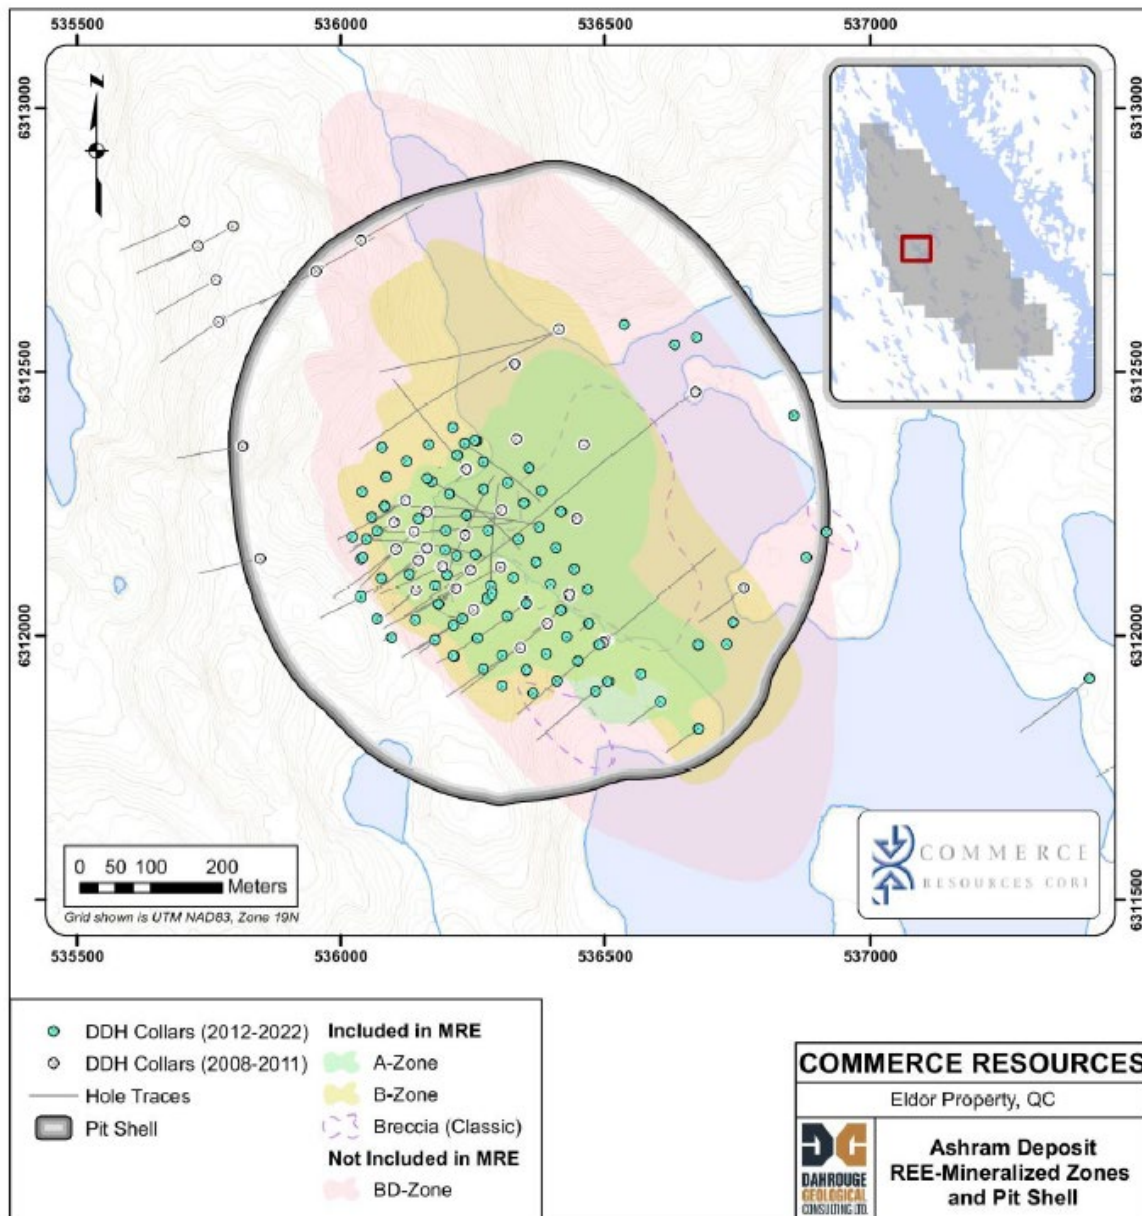 535500 536000 536500 537000
6313000 6313000
N
6312500 6312500
6312000 6312000
6311500 6311500
0 50 100 200
Meters
Grid shown is UTM NAD83, Zone 19N
COMMERCE
RESOURCES CORP
535500 536000 536500 537000
DDH Collars (2012-2022)
DDH Collars (2008-2011)
Hole Traces
Pit Shell
Included in MRE
A-Zone
B-Zone
Breccia (Classic)
Not Included in MRE
BD-Zone
COMMERCE RESOURCES
Eldor Property, QC
DAHROUGE
GEOLOGICAL
CONSULTING LTD.
Ashram Deposit
REE-Mineralized Zones
and Pit Shell